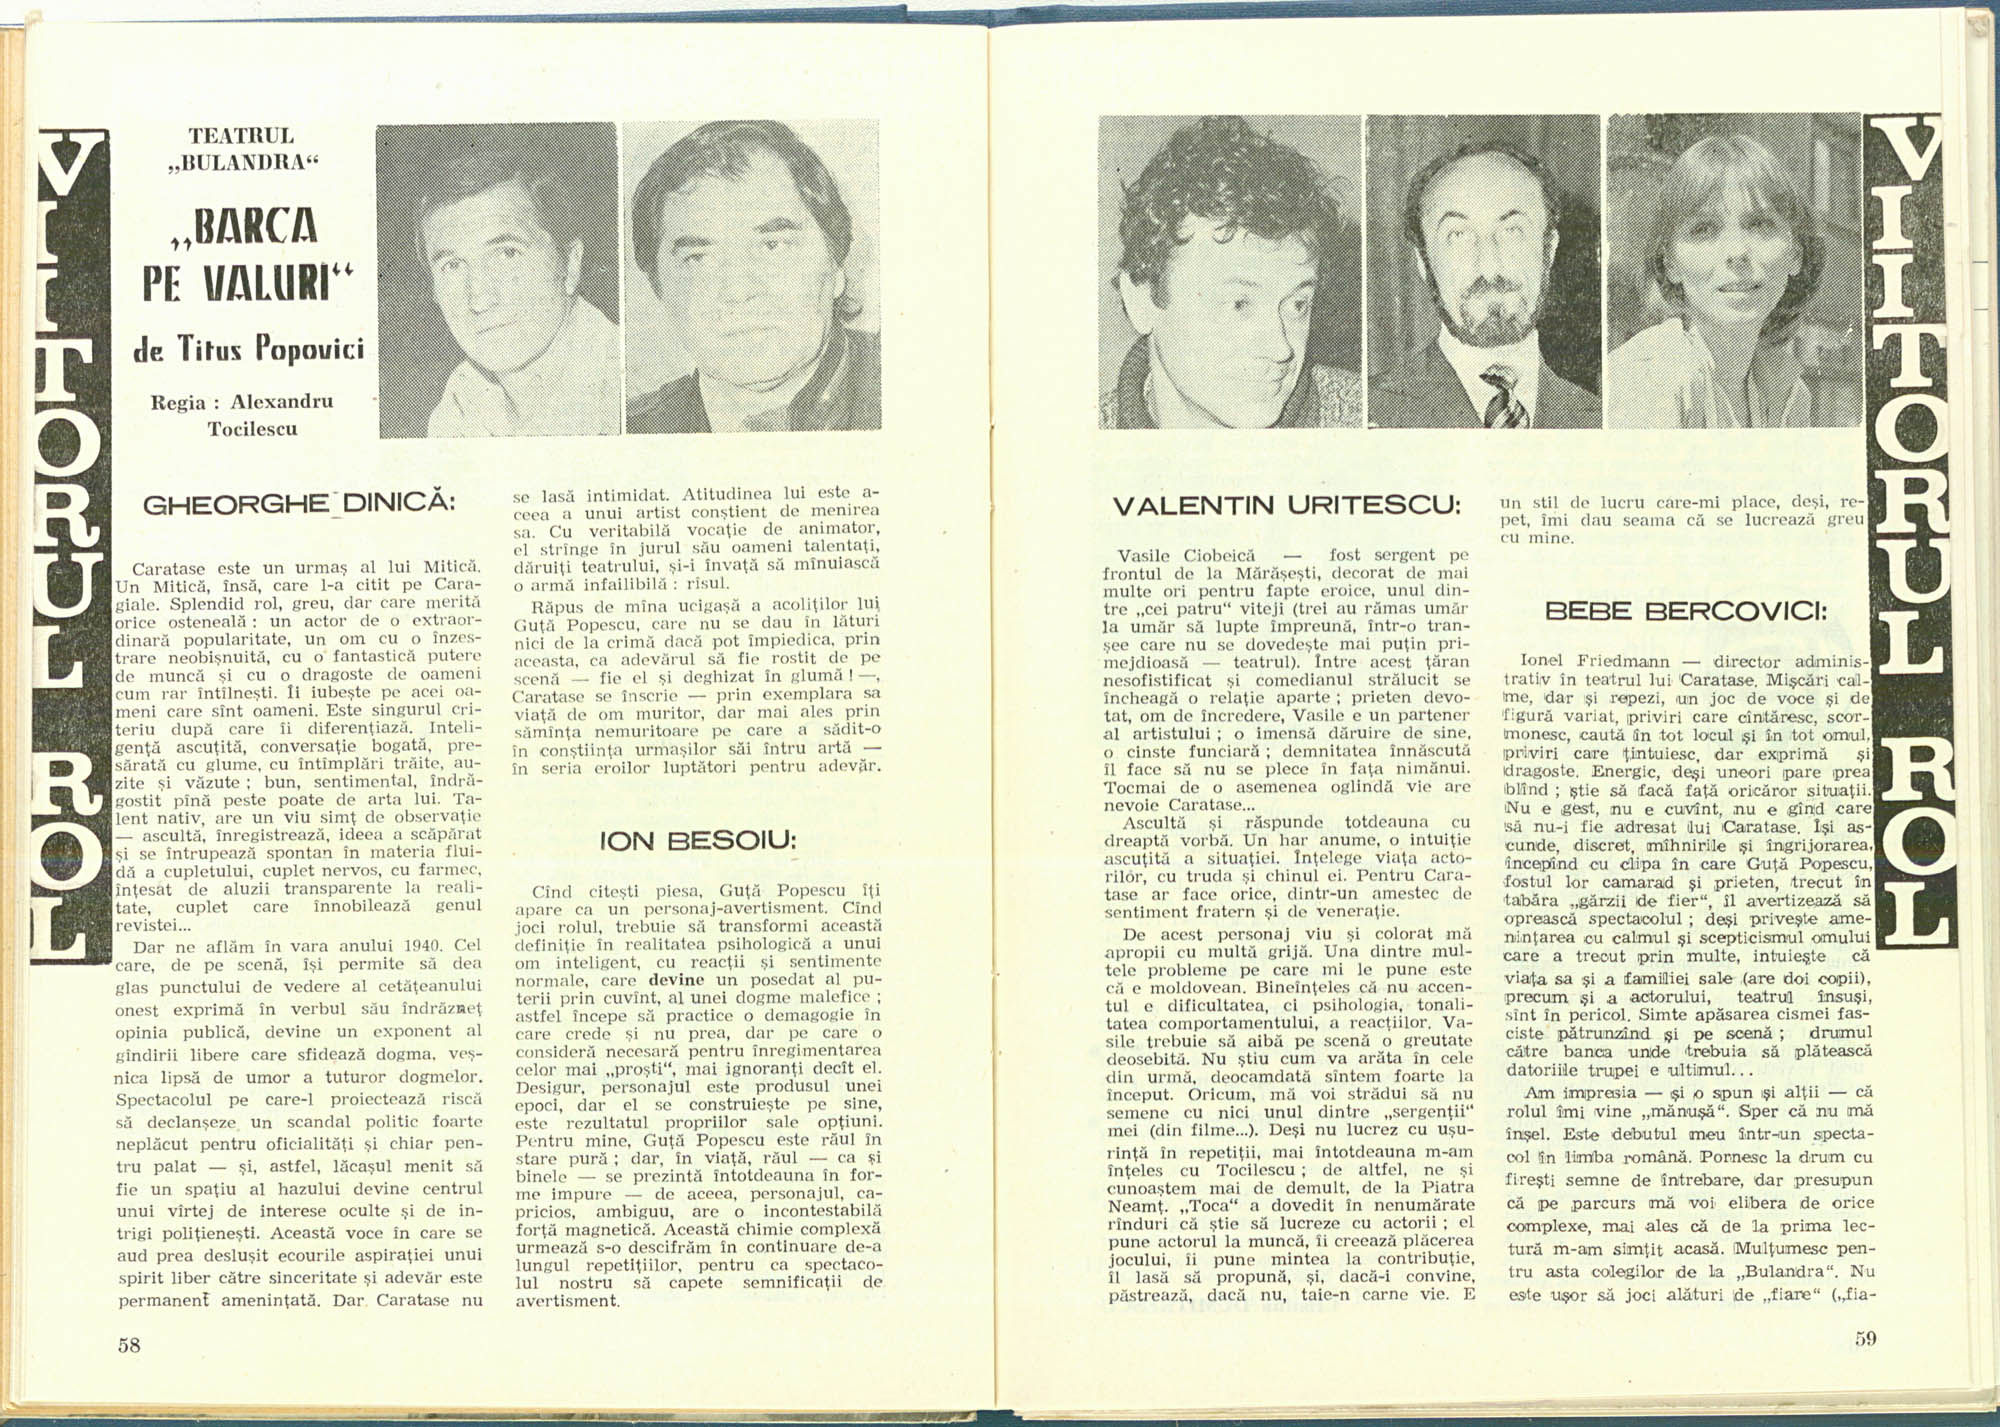 VIITORUL ROL
TEATRUL
„BULANDRA“
„BARCA
PE VALURI“
de Titus Popovici
Regia : Alexandru
Tocilescu
GHEORGHE DINICĂ:
Caratase este un urmaș al lui Mitică.
Un Mitică, însă, care l-a citit pe Cara-
giale. Splendid rol, greu, dar care merită
orice osteneală : un actor de o extraor-
dinară popularitate, un om cu o înzes-
trare neobișnuită, cu o fantastică putere
de muncă și cu o dragoste de oameni
cum rar întîlnești. Îi iubește pe acei oa-
meni care sînt oameni. Este singurul cri-
teriu după care îi diferențiază. Inteli-
gență ascuțită, conversație bogată, pre-
sărată cu glume, cu întîmplări trăite, au-
zite și văzute ; bun, sentimental, îndră-
gostit pînă peste poate de arta lui. Ta-
lent nativ, are un viu simț de observație
— ascultă, înregistrează, ideea a scăpărat
și se întrupează spontan în materia flui-
dă a cupletului, cuplet nervos, cu farmec,
înțesat de aluzii transparente la reali-
tate, cuplet care înnobilează genul
revistei...
Dar ne aflăm în vara anului 1940. Cel
care, de pe scenă, își permite să dea
glas punctului de vedere al cetățeanului
onest exprimă în verbul său îndrăzneț
opinia publică, devine un exponent al
gîndirii libere care sfidează dogma, veș-
nica lipsă de umor a tuturor dogmelor.
Spectacolul pe care-l proiectează riscă
să declanșeze un scandal politic foarte
neplăcut pentru oficialități și chiar pen-
tru palat — și, astfel, lăcașul menit să
fie un spațiu al hazului devine centrul
unui vîrtej de interese oculte și de in-
trigi polițienești. Această voce în care se
aud prea deslușit ecourile aspirației unui
spirit liber către sinceritate și adevăr este
permanent amenințată. Dar Caratase nu
se lasă intimidat. Atitudinea lui este a-
ceea a unui artist conștient de menirea
sa. Cu veritabilă vocație de animator,
el strînge în jurul său oameni talentați,
dăruiți teatrului, și-i învață să mînuiască
o armă infailibilă : risul.
Răpus de mîna ucigașă a acoliților lui
Guță Popescu, care nu se dau în lături
nici de la crimă dacă pot împiedica, prin
aceasta, ca adevărul să fie rostit de pe
scenă — fie el și deghizat în glumă ! —,
Caratase se înscrie — prin exemplara sa
viață de om muritor, dar mai ales prin
sămînța nemuritoare pe care a sădit-o
în conștiința urmașilor săi întru artă —
în seria eroilor luptători pentru adevăr.
ION BESOIU:
Cînd citești piesa, Guță Popescu îți
apare ca un personaj-avertisment. Cînd
joci rolul, trebuie să transformi această
definiție în realitatea psihologică a unui
om inteligent, cu reacții și sentimente
normale, care devine un posedat al pu-
terii prin cuvînt, al unei dogme malefice ;
astfel începe să practice o demagogie în
care crede și nu prea, dar pe care o
consideră necesară pentru înregimentarea
celor mai „proști“, mai ignoranți decît el.
Desigur, personajul este produsul unei
epoci, dar el se construiește pe sine,
este rezultatul propriilor sale opțiuni.
Pentru mine, Guță Popescu este răul în
stare pură ; dar, în viață, răul — ca și
binele — se prezintă întotdeauna în for-
me impure — de aceea, personajul, ca-
pricios, ambiguu, are o incontestabilă
forță magnetică. Această chimie complexă
urmează s-o descifrăm în continuare de-a
lungul repetițiilor, pentru ca spectaco-
lul nostru să capete semnificații de
avertisment.
58
VALENTIN URITESCU:
Vasile Ciobeică — fost sergent pe
frontul de la Mărășești, decorat de mai
multe ori pentru fapte eroice, unul din-
tre „cei patru“ viteji (trei au rămas umăr
la umăr să lupte împreună, într-o tran-
șee care nu se dovedește mai puțin pri-
mejdioasă — teatrul). Între acest țăran
nesofistificat și comedianul strălucit se
încheagă o relație aparte ; prieten devo-
tat, om de încredere, Vasile e un partener
al artistului ; o imensă dăruire de sine,
o cinste funciară ; demnitatea înnăscută
îl face să nu se plece în fața nimănui.
Tocmai de o asemenea oglindă vie are
nevoie Caratase...
Ascultă și răspunde totdeauna cu
dreaptă vorbă. Un har anume, o intuiție
ascuțită a situației. Înțelege viața acto-
rilor, cu truda și chinul ei. Pentru Cara-
tase ar face orice, dintr-un amestec de
sentiment fratern și de venerație.
De acest personaj viu și colorat mă
apropii cu multă grijă. Una dintre mul-
tele probleme pe care mi le pune este
că e moldovean. Bineînțeles că nu accen-
tul e dificultatea, ci psihologia, tonali-
tatea comportamentului, a reacțiilor. Va-
sile trebuie să aibă pe scenă o greutate
deosebită. Nu știu cum va arăta în cele
din urmă, deocamdată sîntem foarte la
început. Oricum, mă voi strădui să nu
semene cu nici unul dintre „sergenții“
mei (din filme...). Deși nu lucrez cu ușu-
rință în repetiții, mai întotdeauna m-am
înțeles cu Tocilescu ; de altfel, ne și
cunoaștem mai de demult, de la Piatra
Neamț. „Toca“ a dovedit în nenumărate
rînduri că știe să lucreze cu actorii ; el
pune actorul la muncă, îi creează plăcerea
jocului, îi pune mintea la contribuție,
îl lasă să propună, și, dacă-i convine,
păstrează, dacă nu, taie-n carne vie. E
un stil de lucru care-mi place, deși, re-
pet, îmi dau seama că se lucrează greu
cu mine.
BEBE BERCOVICI:
Ionel Friedmann — director adminis-
trativ în teatrul lui Caratase. Mișcări cal-
me, dar și repezi, un joc de voce și de
figură variat, priviri care cîntăresc, scor-
monesc, caută în tot locul și în tot omul,
priviri care țintuiesc, dar exprimă și
dragoste. Energic, deși uneori pare prea
blînd ; știe să facă față oricăror situații.
Nu e gest, nu e cuvînt, nu e gînd care
să nu-i fie adresat lui Caratase. Își as-
cunde, discret, mîhnirile și îngrijorarea,
începînd cu clipa în care Guță Popescu,
fostul lor camarad și prieten, trecut în
tabăra „gărzii de fier“, îl avertizează să
oprească spectacolul ; deși privește ame-
nințarea cu calmul și scepticismul omului
care a trecut prin multe, intuiește că
viața sa și a familiei sale (are doi copii),
precum și a actorului, teatrul însuși,
sînt în pericol. Simte apăsarea cismei fas-
ciste pătrunzînd și pe scenă ; drumul
către banca unde trebuia să plătească
datoriile trupei e ultimul...
Am impresia — și o spun și alții — că
rolul îmi vine „mănușă“. Sper că nu mă
înșel. Este debutul meu într-un specta-
col în limba română. Pornesc la drum cu
firești semne de întrebare, dar presupun
că pe parcurs mă voi elibera de orice
complexe, mai ales că de la prima lec-
tură m-am simțit acasă. Mulțumesc pen-
tru asta colegilor de la „Bulandra“. Nu
este ușor să joci alături de „fiare“ („fia-
VIITORUL ROL
59